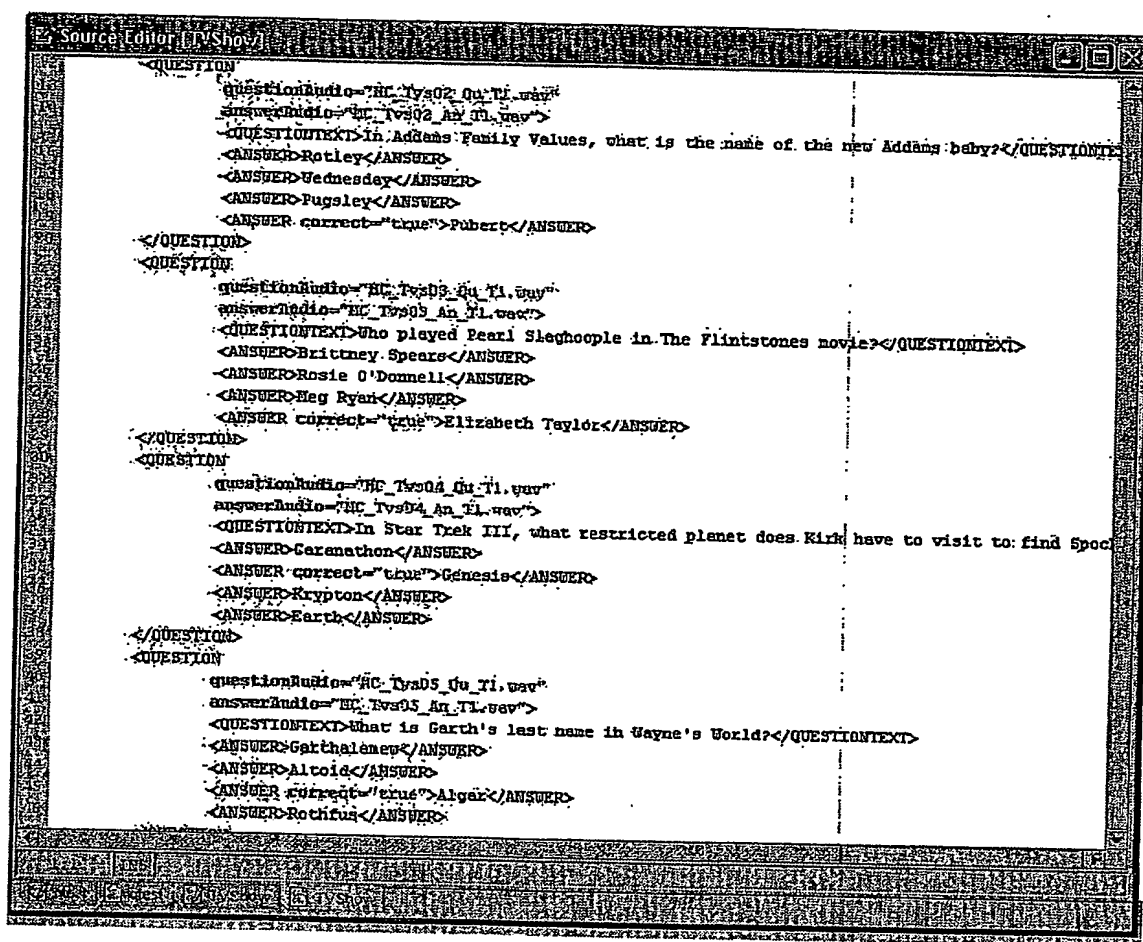 Source Editor [TVShow]
<QUESTION
questionAudio="HC_Tvs02_Qu_T1.wav"
answerAudio="HC_Tvs02_An_T1.wav">
<QUESTIONTEXT>In Addams Family Values, what is the name of the new Addams baby?</QUESTIONTE
<ANSWER>Rotley</ANSWER>
<ANSWER>Wednesday</ANSWER>
<ANSWER>Pugsley</ANSWER>
<ANSWER correct="true">Pubert</ANSWER>
</QUESTION>
<QUESTION
questionAudio="HC_Tvs03_Qu_T1.wav"
answerAudio="HC_Tvs03_An_T1.wav">
<QUESTIONTEXT>Who played Pearl Slaghoople in The Flintstones movie?</QUESTIONTEXT>
<ANSWER>Brittney Spears</ANSWER>
<ANSWER>Rosie O'Donnell</ANSWER>
<ANSWER>Meg Ryan</ANSWER>
<ANSWER correct="true">Elizabeth Taylor</ANSWER>
</QUESTION>
<QUESTION
questionAudio="HC_Tvs04_Qu_T1.wav"
answerAudio="HC_Tvs04_An_T1.wav">
<QUESTIONTEXT>In Star Trek III, what restricted planet does Kirk have to visit to find Spock
<ANSWER>Caranathon</ANSWER>
<ANSWER correct="true">Genesis</ANSWER>
<ANSWER>Krypton</ANSWER>
<ANSWER>Earth</ANSWER>
</QUESTION>
<QUESTION
questionAudio="HC_Tvs05_Qu_T1.wav"
answerAudio="HC_Tvs05_An_T1.wav">
<QUESTIONTEXT>What is Garth's last name in Wayne's World?</QUESTIONTEXT>
<ANSWER>Garthalemew</ANSWER>
<ANSWER>Altoid</ANSWER>
<ANSWER correct="true">Algar</ANSWER>
<ANSWER>Rothfus</ANSWER>
TVShow